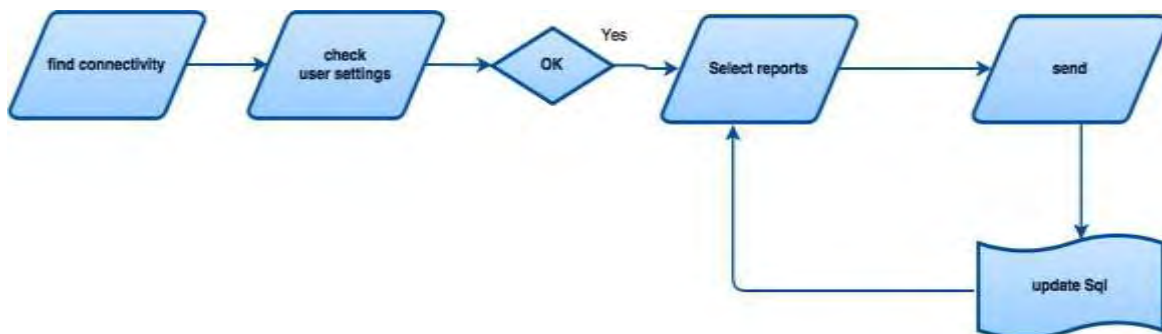 find connectivity
check
user settings
OK
Yes
Select reports
send
update Sql